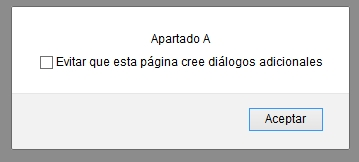 Apartado A
Evitar que esta página cree diálogos adicionales
Aceptar